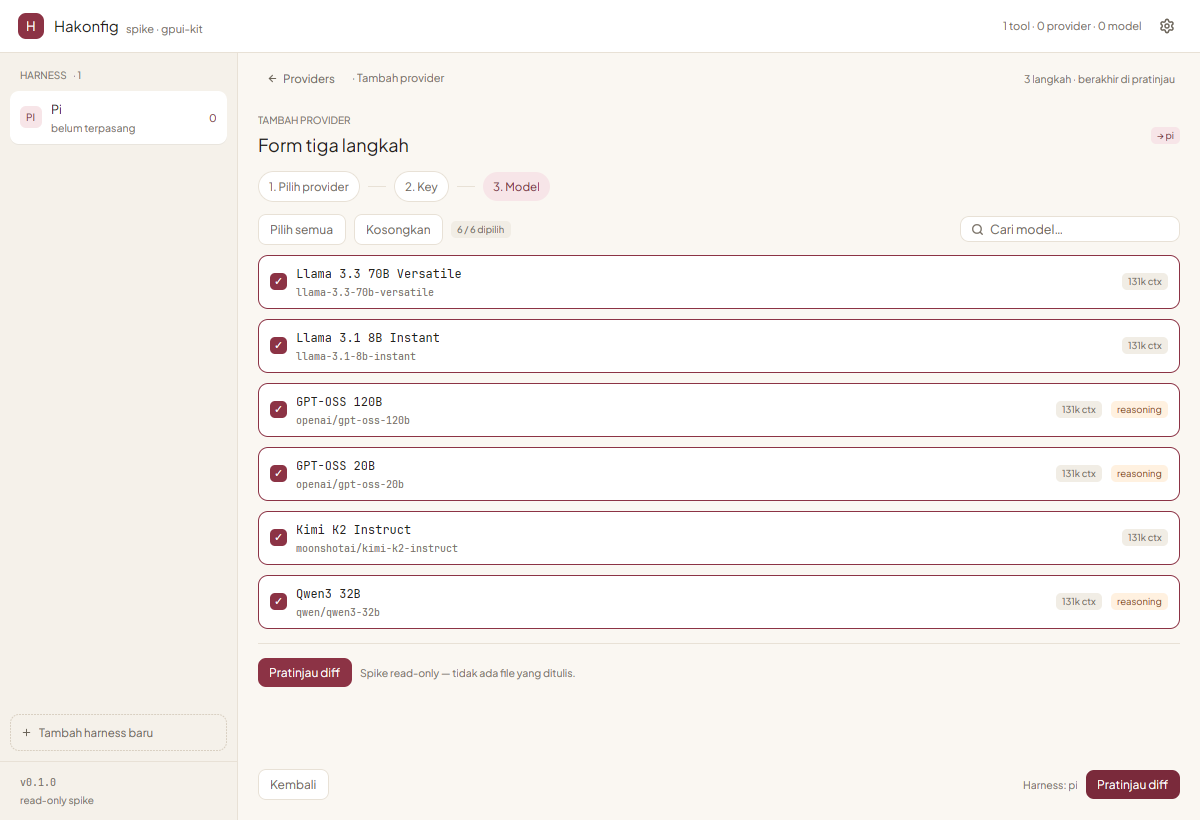 H Hakonfig spike · gpui-kit
1 tool · 0 provider · 0 model
HARNESS · 1
PI Pi 0
belum terpasang
+ Tambah harness baru
v0.1.0
read-only spike
← Providers · Tambah provider
3 langkah · berakhir di pratinjau
TAMBAH PROVIDER
Form tiga langkah
→ pi
1. Pilih provider 2. Key 3. Model
Pilih semua Kosongkan 6 / 6 dipilih Cari model…
✓ Llama 3.3 70B Versatile 131k ctx
llama-3.3-70b-versatile
✓ Llama 3.1 8B Instant 131k ctx
llama-3.1-8b-instant
✓ GPT-OSS 120B 131k ctx reasoning
openai/gpt-oss-120b
✓ GPT-OSS 20B 131k ctx reasoning
openai/gpt-oss-20b
✓ Kimi K2 Instruct 131k ctx
moonshotai/kimi-k2-instruct
✓ Qwen3 32B 131k ctx reasoning
qwen/qwen3-32b
Pratinjau diff Spike read-only — tidak ada file yang ditulis.
Kembali Harness: pi Pratinjau diff